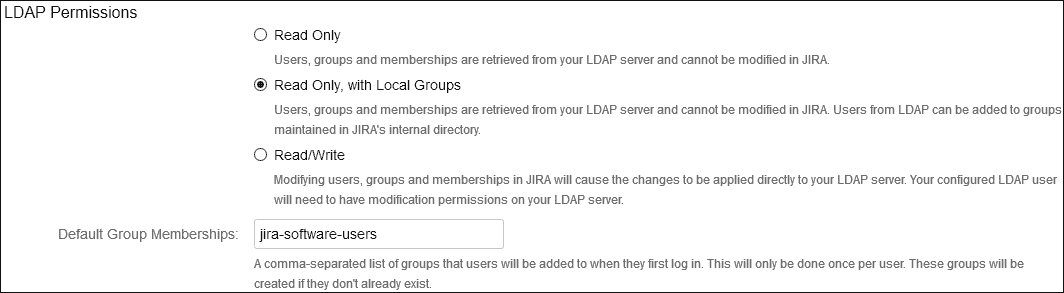 LDAP Permissions
Read Only
Users, groups and memberships are retrieved from your LDAP server and cannot be modified in JIRA.
Read Only, with Local Groups
Users, groups and memberships are retrieved from your LDAP server and cannot be modified in JIRA. Users from LDAP can be added to groups
maintained in JIRA's internal directory.
Read/Write
Modifying users, groups and memberships in JIRA will cause the changes to be applied directly to your LDAP server. Your configured LDAP user
will need to have modification permissions on your LDAP server.
Default Group Memberships: jira-software-users
A comma-separated list of groups that users will be added to when they first log in. This will only be done once per user. These groups will be
created if they don't already exist.